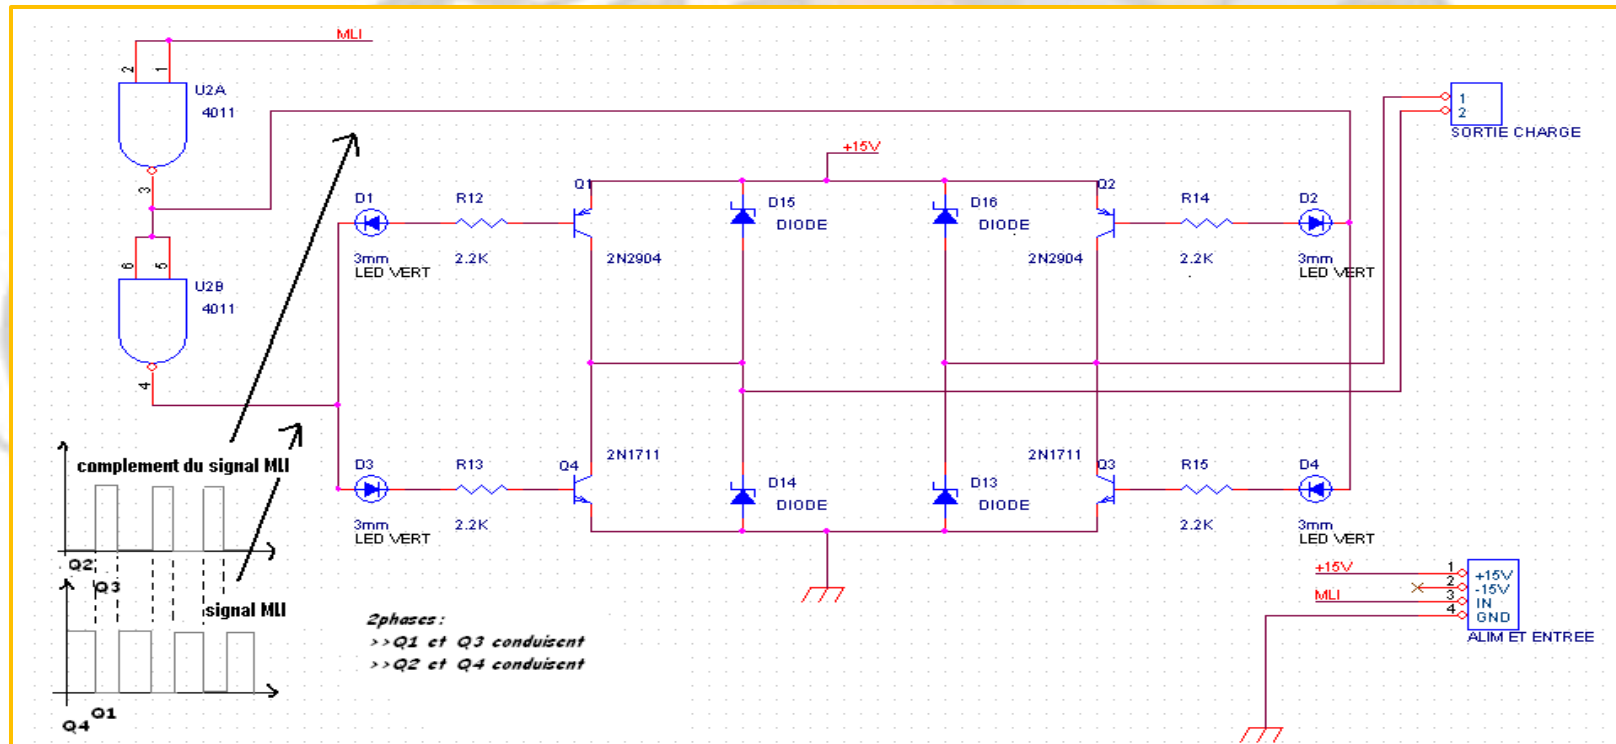 MLI
2 1
U2A
4011
3
6 5
U2B
4011
4
SORTIE CHARGE
1
2
+15V
D1
3mm
LED VERT
R12
2.2K
Q1
2N2904
D15
DIODE
D16
DIODE
Q2
2N2904
R14
2.2K
D2
3mm
LED VERT
D3
3mm
LED VERT
R13
2.2K
Q4
2N1711
D14
DIODE
D13
DIODE
2N1711
Q3
R15
2.2K
D4
3mm
LED VERT
complement du signal MLI
Q2
Q3
signal MLI
Q4
Q1
2phases:
>>Q1 et Q3 conduisent
>>Q2 et Q4 conduisent
+15V 1 +15V
2 -15V
MLI 3 IN
4 GND
ALIM ET ENTREE